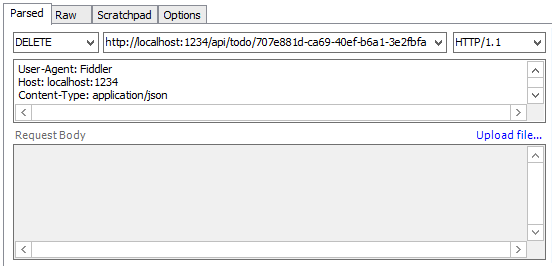 Parsed Raw Scratchpad Options
DELETE http://localhost:1234/api/todo/707e881d-ca69-40ef-b6a1-3e2fbfa HTTP/1.1
User-Agent: Fiddler
Host: localhost:1234
Content-Type: application/json
Request Body Upload file...